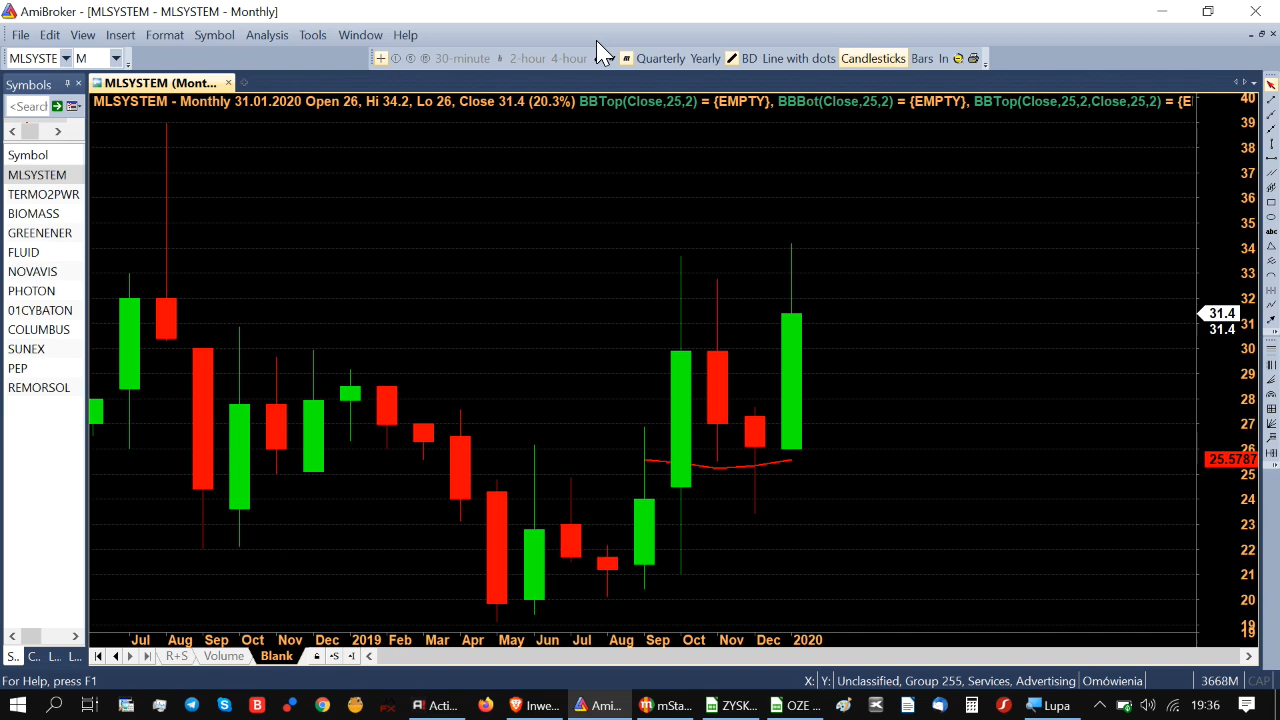 AmiBroker - [MLSYSTEM - MLSYSTEM - Monthly]
File Edit View Insert Format Symbol Analysis Tools Window Help
MLSYSTE M 30-minute h 2-hour 4-hour m Quarterly Yearly BD Line with dots Candlesticks Bars In
Symbols
MLSYSTEM (Mont...
<Search
MLSYSTEM - Monthly 31.01.2020 Open 26, Hi 34.2, Lo 26, Close 31.4 (20.3%) BBTop(Close,25,2) = {EMPTY}, BBBot(Close,25,2) = {EMPTY}, BBTop(Close,25,2,Close,25,2) = {E
Symbol
MLSYSTEM
TERMO2PWR
BIOMASS
GREENENER
FLUID
NOVAVIS
PHOTON
01CYBATON
COLUMBUS
SUNEX
PEP
REMORSOL
40
39
38
37
36
35
34
33
32
31.4
31
31.4
30
29
28
27
26
25.5787
25
24
23
22
21
20
19
19
abc
Jul Aug Sep Oct Nov Dec 2019 Feb Mar Apr May Jun Jul Aug Sep Oct Nov Dec 2020
S.. C.. L... L...
R+S Volume Blank
For Help, press F1
X: Y: Unclassified, Group 255, Services, Advertising Omówienia 3668M CAP
Acti... Inwe... Ami... mSta... ZYSK... OZE ... Lupa 19:36